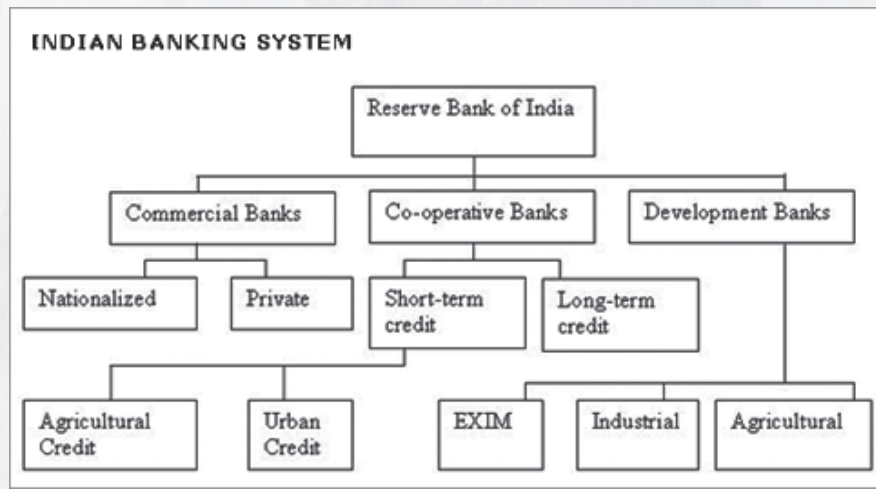 INDIAN BANKING SYSTEM
Reserve Bank of India
Commercial Banks
Co-operative Banks
Development Banks
Nationalized
Private
Short-term
credit
Long-term
credit
Agricultural
Credit
Urban
Credit
EXIM
Industrial
Agricultural